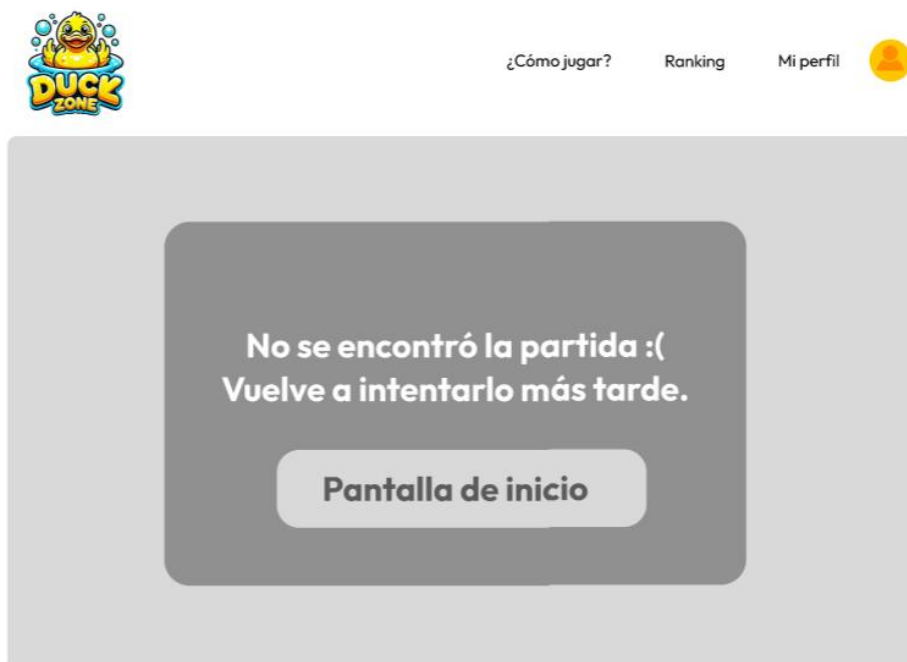 DUCK
ZONE
¿Cómo jugar? Ranking Mi perfil
No se encontró la partida :(
Vuelve a intentarlo más tarde.
Pantalla de inicio